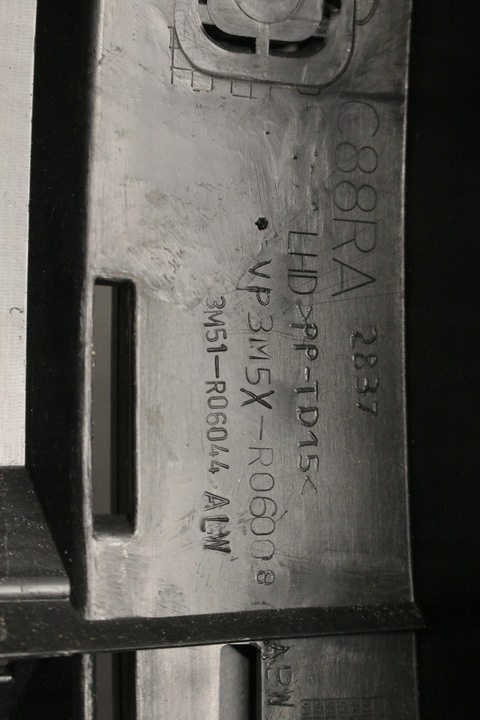 C88RA 2837
LHD >PP-TD15<
VP3M5X-R06008 ABW
3M51-R06044 ALW